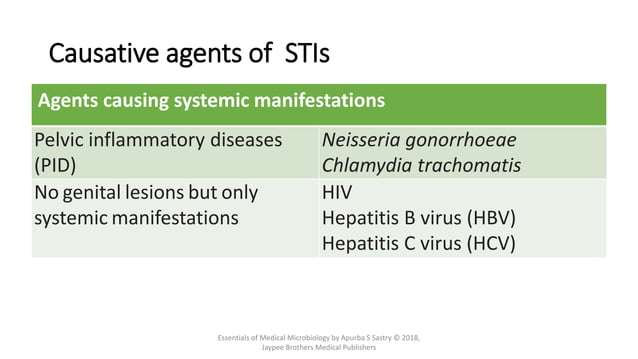 Causative agents of STIs
Agents causing systemic manifestations
Pelvic inflammatory diseases
(PID)
Neisseria gonorrhoeae
Chlamydia trachomatis
No genital lesions but only
systemic manifestations
HIV
Hepatitis B virus (HBV)
Hepatitis C virus (HCV)
Essentials of Medical Microbiology by Apurba S Sastry © 2018,
Jaypee Brothers Medical Publishers